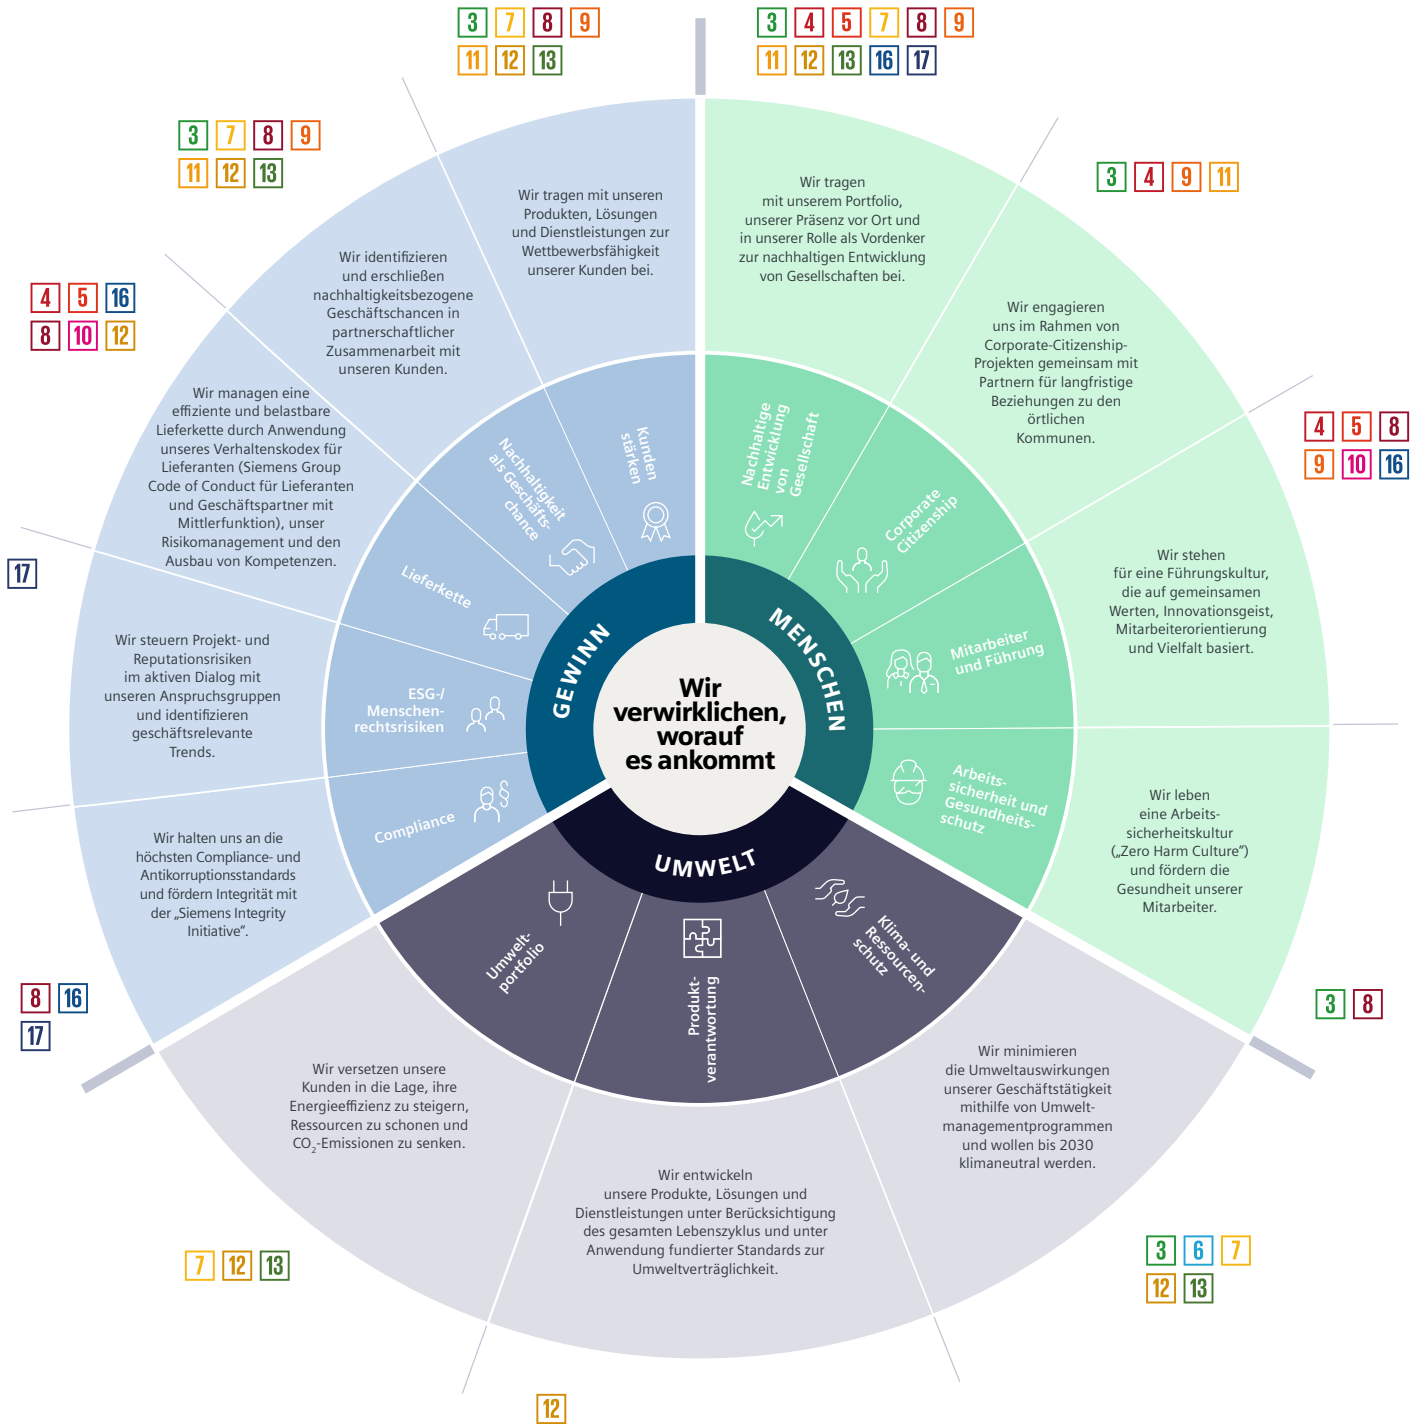 3 7 8 9
11 12 13
3 4 5 7 8 9
11 12 13 16 17
3 7 8 9
11 12 13
3 4 9 11
4 5 16
8 10 12
4 5 8
9 10 16
17
8 16
17
3 8
7 12 13
3 6 7
12 13
12
Wir
verwirklichen,
worauf
es ankommt
GEWINN
MENSCHEN
UMWELT
Nachhaltige
Entwicklung
von
Gesellschaft
Wir tragen
mit unserem Portfolio,
unserer Präsenz vor Ort und
in unserer Rolle als Vordenker
zur nachhaltigen Entwicklung
von Gesellschaften bei.
Corporate
Citizenship
Wir engagieren
uns im Rahmen von
Corporate-Citizenship-
Projekten gemeinsam mit
Partnern für langfristige
Beziehungen zu den
örtlichen
Kommunen.
Mitarbeiter
und Führung
Wir stehen
für eine Führungskultur,
die auf gemeinsamen
Werten, Innovationsgeist,
Mitarbeiterorientierung
und Vielfalt basiert.
Arbeits-
sicherheit und
Gesundheits-
schutz
Wir leben
eine Arbeits-
sicherheitskultur
(„Zero Harm Culture“)
und fördern die
Gesundheit unserer
Mitarbeiter.
Klima- und
Ressourcen-
schutz
Wir minimieren
die Umweltauswirkungen
unserer Geschäftstätigkeit
mithilfe von Umwelt-
managementprogrammen
und wollen bis 2030
klimaneutral werden.
Produkt-
verantwortung
Wir entwickeln
unsere Produkte, Lösungen und
Dienstleistungen unter Berücksichtigung
des gesamten Lebenszyklus und unter
Anwendung fundierter Standards zur
Umweltverträglichkeit.
Umwelt-
portfolio
Wir versetzen unsere
Kunden in die Lage, ihre
Energieeffizienz zu steigern,
Ressourcen zu schonen und
CO₂-Emissionen zu senken.
Compliance
Wir halten uns an die
höchsten Compliance- und
Antikorruptionsstandards
und fördern Integrität mit
der „Siemens Integrity
Initiative“.
ESG-/
Menschen-
rechtsrisiken
Wir steuern Projekt- und
Reputationsrisiken
im aktiven Dialog mit
unseren Anspruchsgruppen
und identifizieren
geschäftsrelevante
Trends.
Lieferkette
Wir managen eine
effiziente und belastbare
Lieferkette durch Anwendung
unseres Verhaltenskodex für
Lieferanten (Siemens Group
Code of Conduct für Lieferanten
und Geschäftspartner mit
Mittlerfunktion), unser
Risikomanagement und den
Ausbau von Kompetenzen.
Nachhaltigkeit
als Geschäfts-
chance
Wir identifizieren
und erschließen
nachhaltigkeitsbezogene
Geschäftschancen in
partnerschaftlicher
Zusammenarbeit mit
unseren Kunden.
Kunden
stärken
Wir tragen mit unseren
Produkten, Lösungen
und Dienstleistungen zur
Wettbewerbsfähigkeit
unserer Kunden bei.